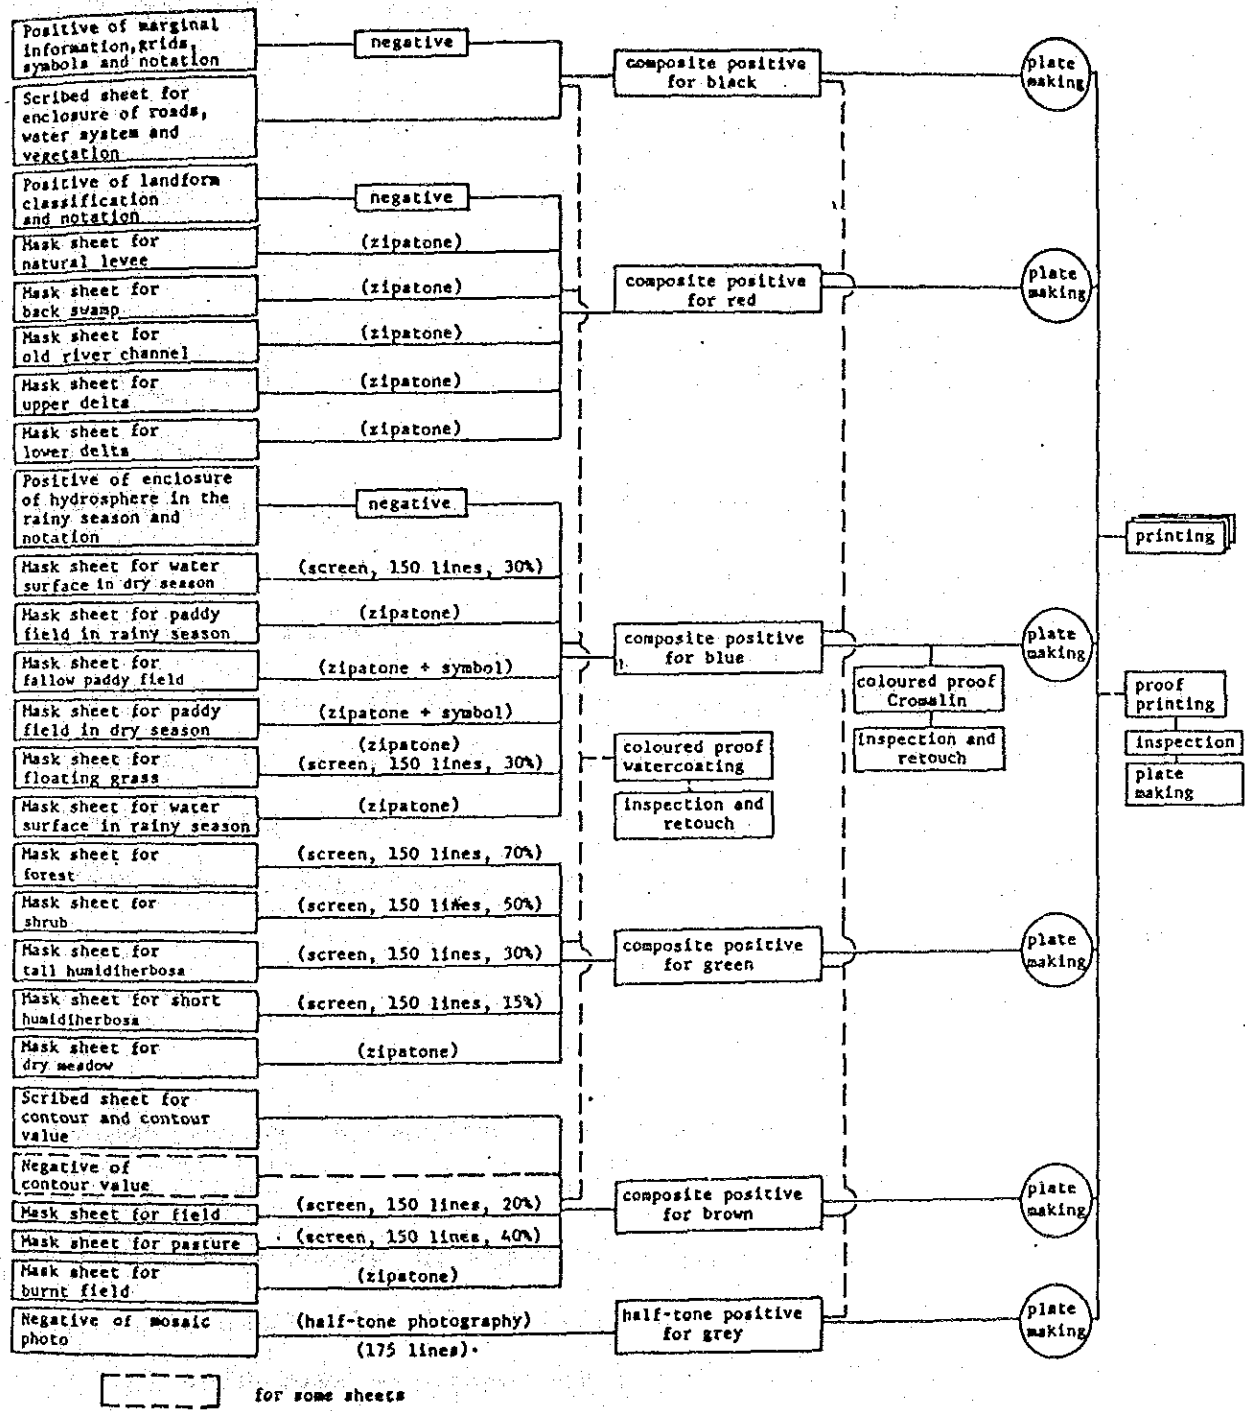 Positive of marginal
information, grids,
symbols and notation
negative
composite positive
for black
plate
making
Scribed sheet for
enclosure of roads,
water system and
vegetation
Positive of landform
classification
and notation
negative
Mask sheet for
natural levee
(zipatone)
Mask sheet for
back swamp
(zipatone)
composite positive
for red
plate
making
Mask sheet for
old river channel
(zipatone)
Mask sheet for
upper delta
(zipatone)
Mask sheet for
lower delta
(zipatone)
Positive of enclosure
of hydrosphere in the
rainy season and
notation
negative
printing
Mask sheet for water
surface in dry season
(screen, 150 lines, 30%)
Mask sheet for paddy
field in rainy season
(zipatone)
composite positive
for blue
plate
making
Mask sheet for
fallow paddy field
(zipatone + symbol)
coloured proof
Cromalin
proof
printing
Mask sheet for paddy
field in dry season
(zipatone + symbol)
inspection and
retouch
inspection
plate
making
Mask sheet for
floating grass
(zipatone)
(screen, 150 lines, 30%)
coloured proof
watercoating
Mask sheet for water
surface in rainy season
(zipatone)
inspection and
retouch
Mask sheet for
forest
(screen, 150 lines, 70%)
Mask sheet for
shrub
(screen, 150 lines, 50%)
Mask sheet for
tall humidiherbosa
(screen, 150 lines, 30%)
composite positive
for green
plate
making
Mask sheet for short
humidiherbosa
(screen, 150 lines, 15%)
Mask sheet for
dry meadow
(zipatone)
Scribed sheet for
contour and contour
value
Negative of
contour value
Mask sheet for field
(screen, 150 lines, 20%)
composite positive
for brown
plate
making
Mask sheet for pasture
(screen, 150 lines, 40%)
Mask sheet for
burnt field
(zipatone)
Negative of mosaic
photo
(half-tone photography)
(175 lines).
half-tone positive
for grey
plate
making
for some sheets